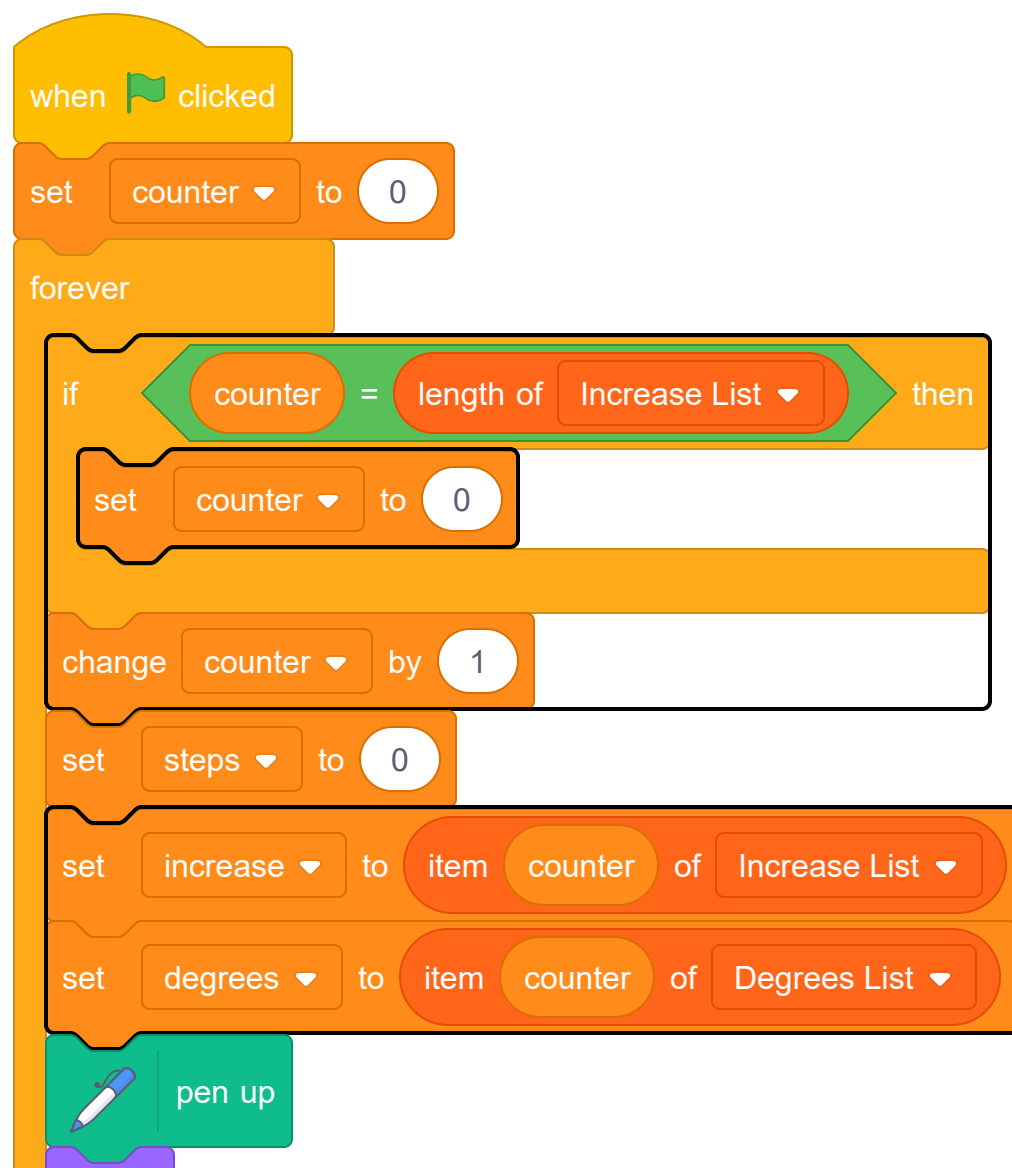 when clicked
set counter to 0
forever
if counter = length of Increase List then
set counter to 0
change counter by 1
set steps to 0
set increase to item counter of Increase List
set degrees to item counter of Degrees List
pen up